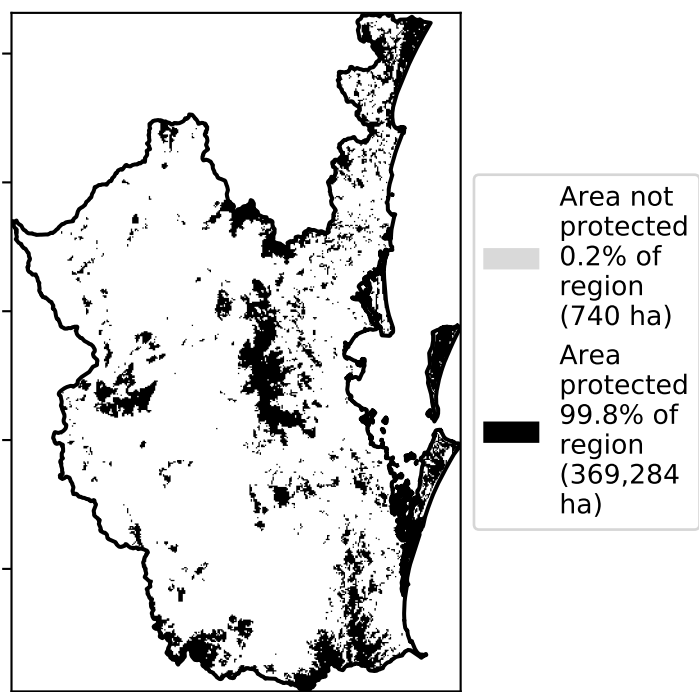 Area not
protected
0.2% of
region
(740 ha)
Area
protected
99.8% of
region
(369,284
ha)